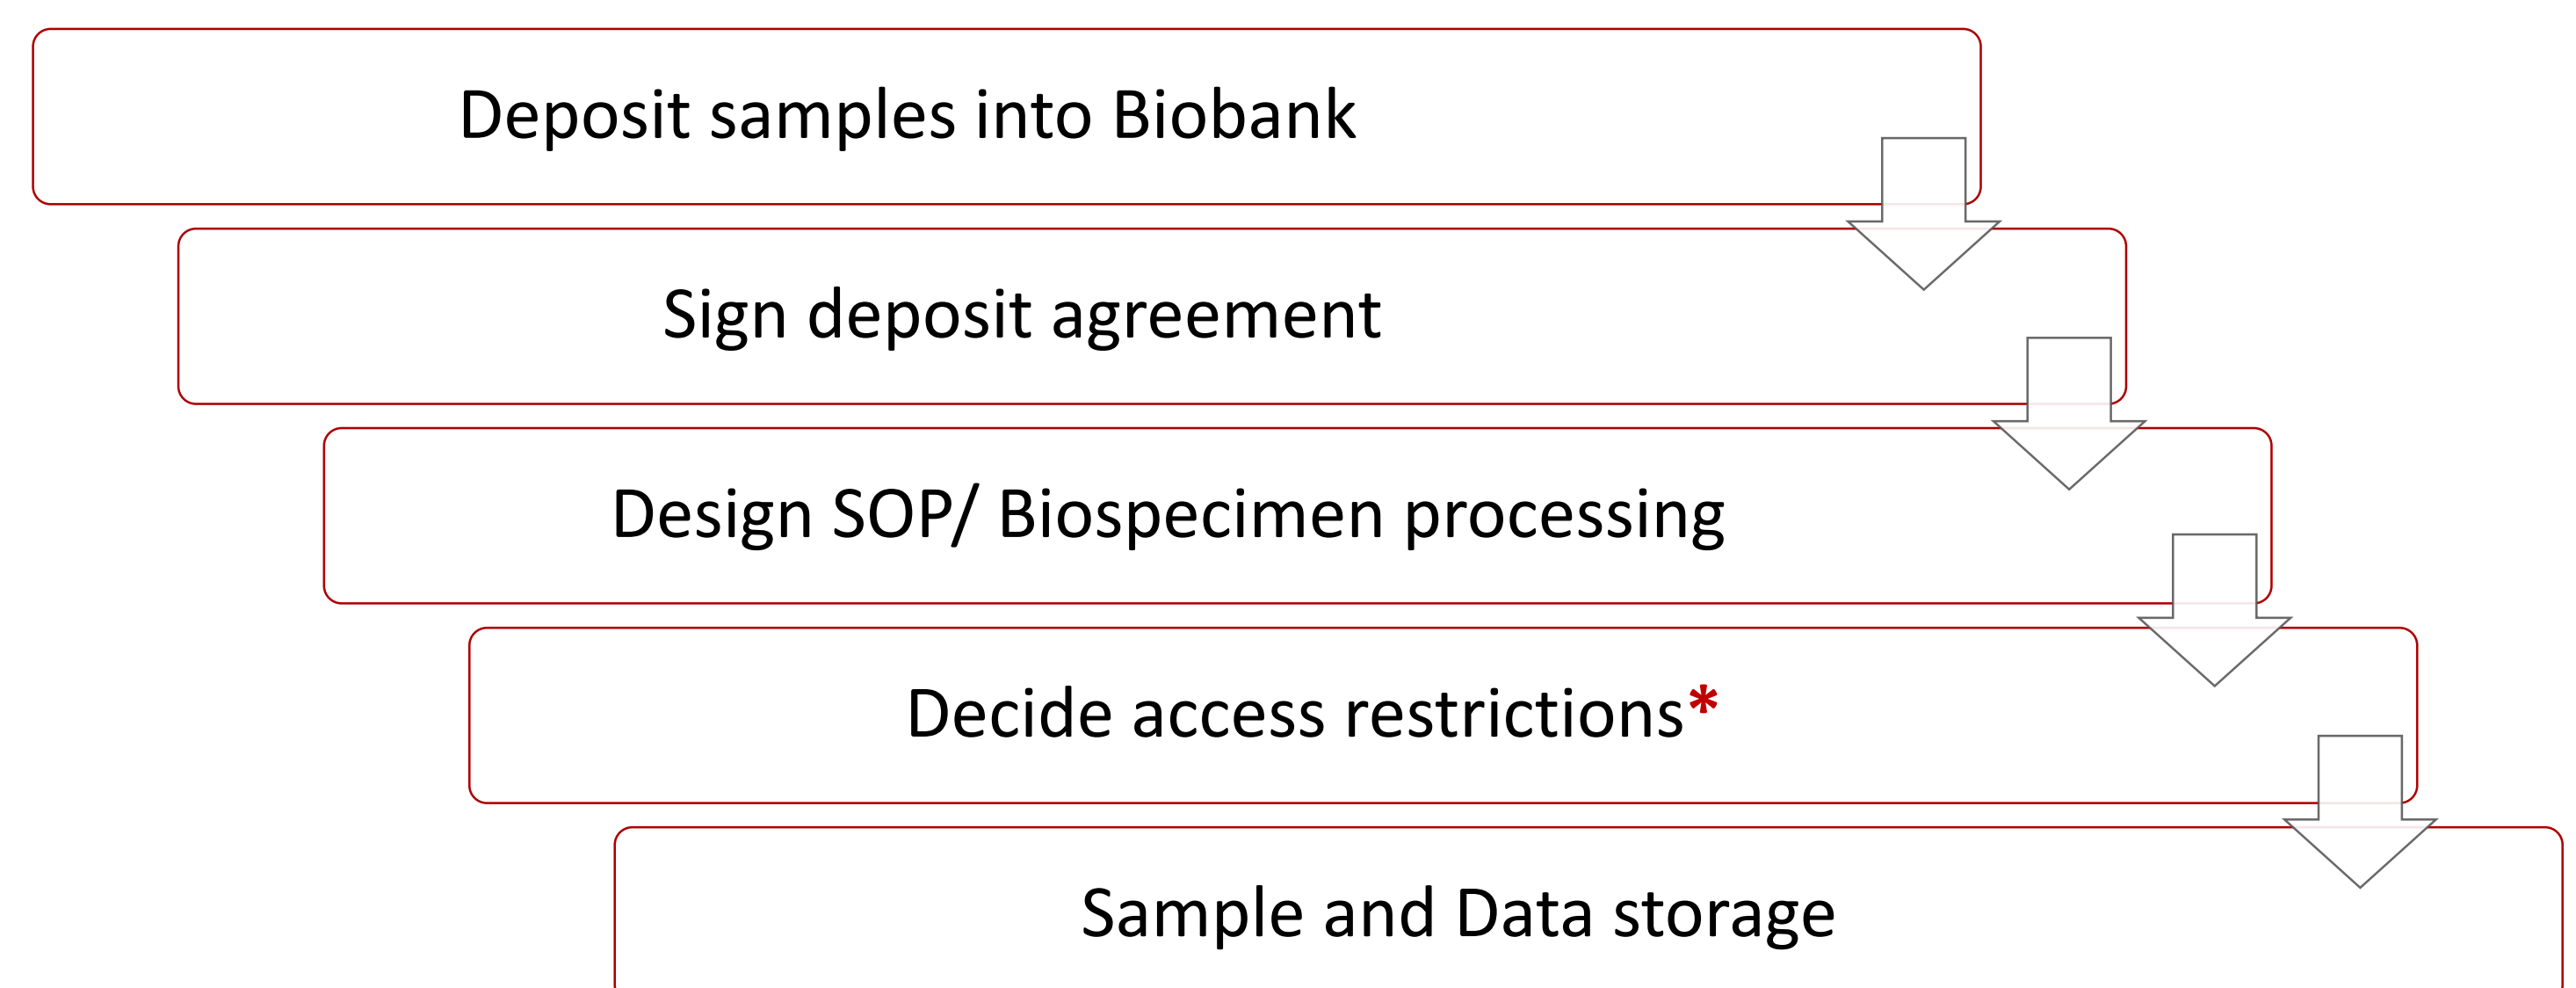 Deposit samples into Biobank
Sign deposit agreement
Design SOP/ Biospecimen processing
Decide access restrictions*
Sample and Data storage